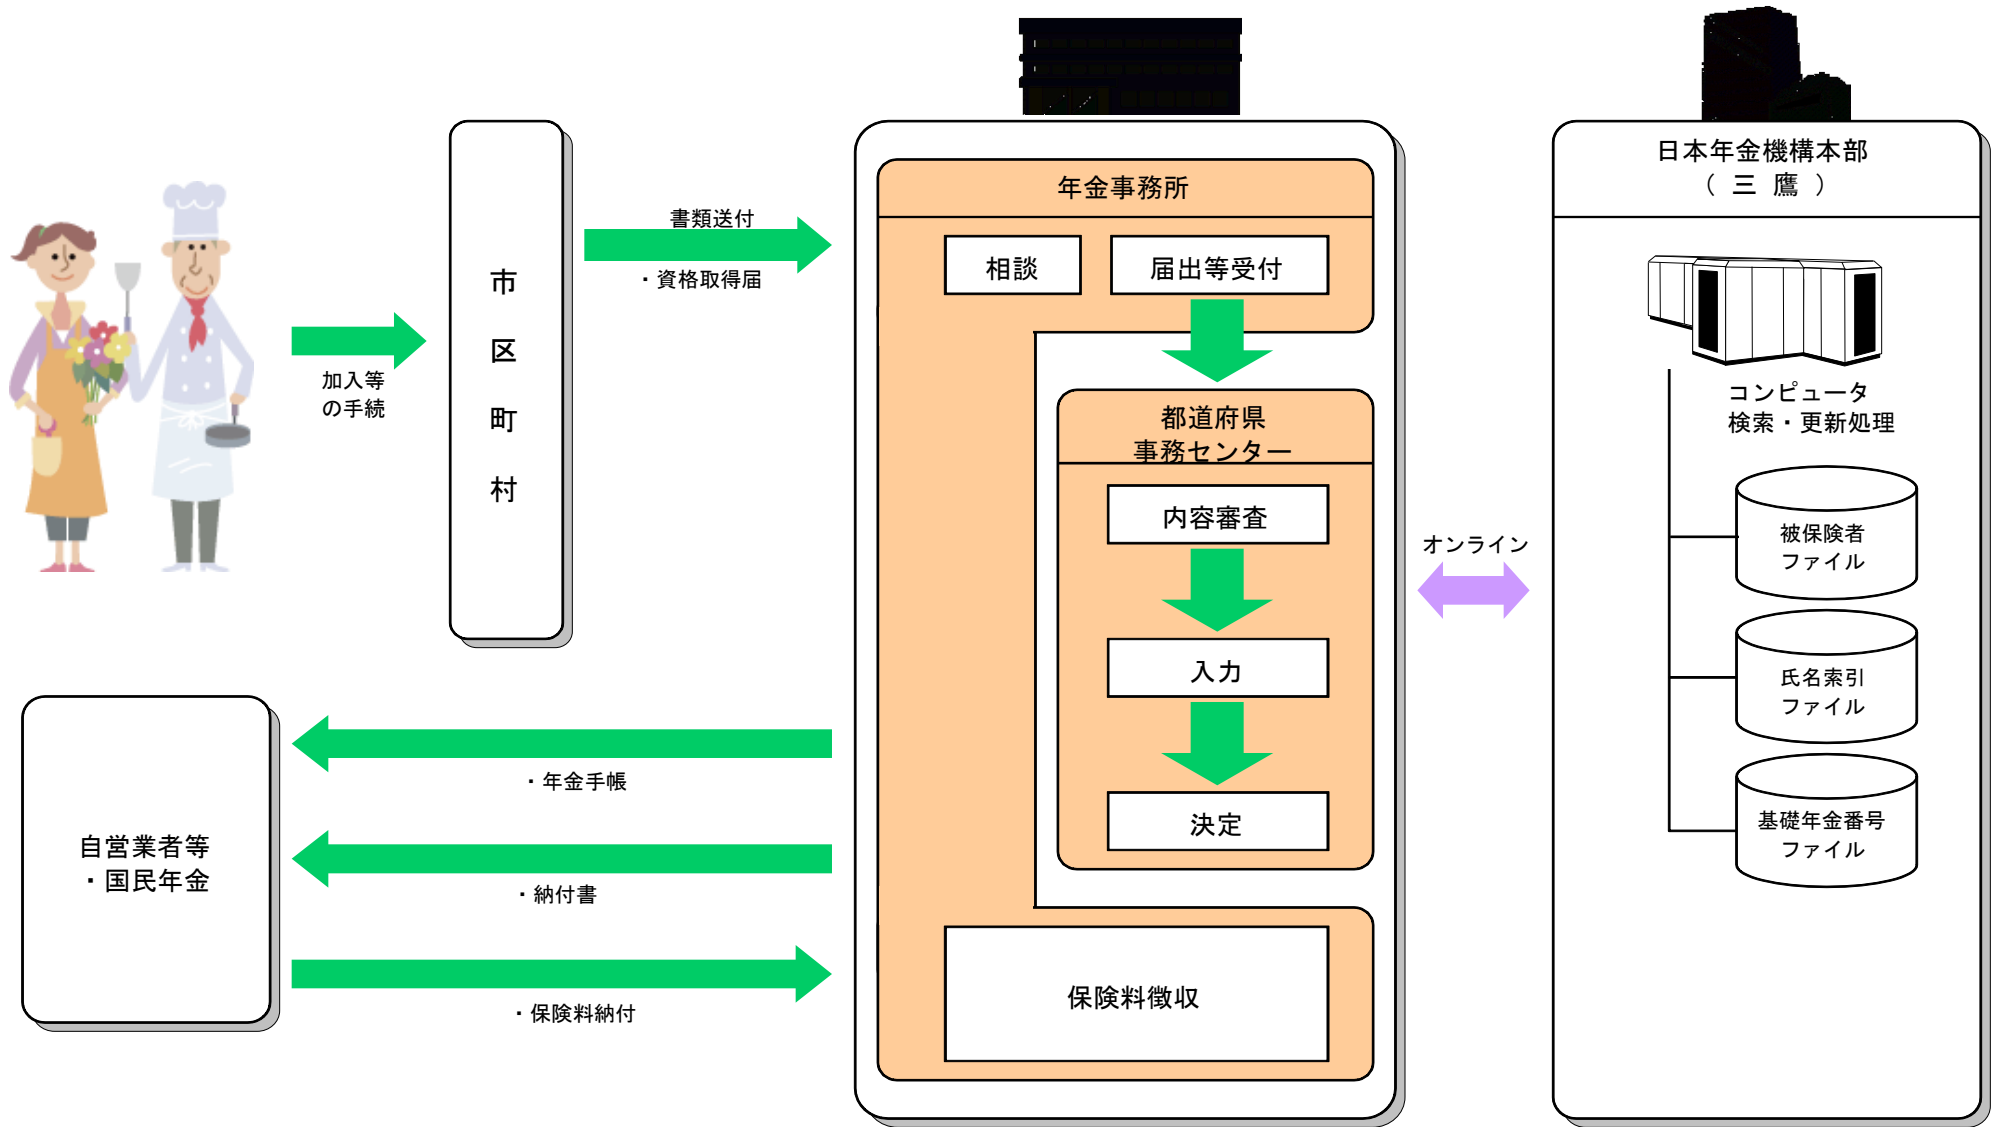 加入等
の手続
市
区
町
村
書類送付
・資格取得届
年金事務所
相談
届出等受付
都道府県
事務センター
内容審査
入力
決定
保険料徴収
オンライン
日本年金機構本部
（ 三 鷹 ）
コンピュータ
検索・更新処理
被保険者
ファイル
氏名索引
ファイル
基礎年金番号
ファイル
自営業者等
・国民年金
・年金手帳
・納付書
・保険料納付